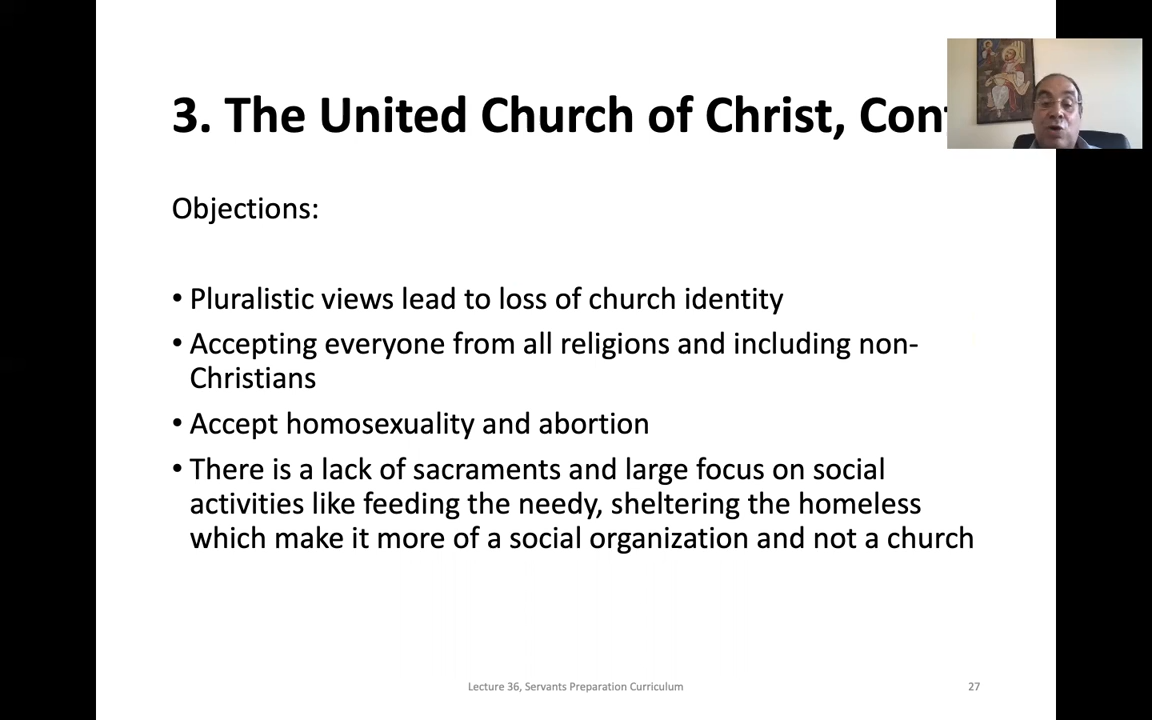 3. The United Church of Christ, Con
Objections:
• Pluralistic views lead to loss of church identity
• Accepting everyone from all religions and including non-
Christians
• Accept homosexuality and abortion
• There is a lack of sacraments and large focus on social
activities like feeding the needy, sheltering the homeless
which make it more of a social organization and not a church
Lecture 36, Servants Preparation Curriculum
27